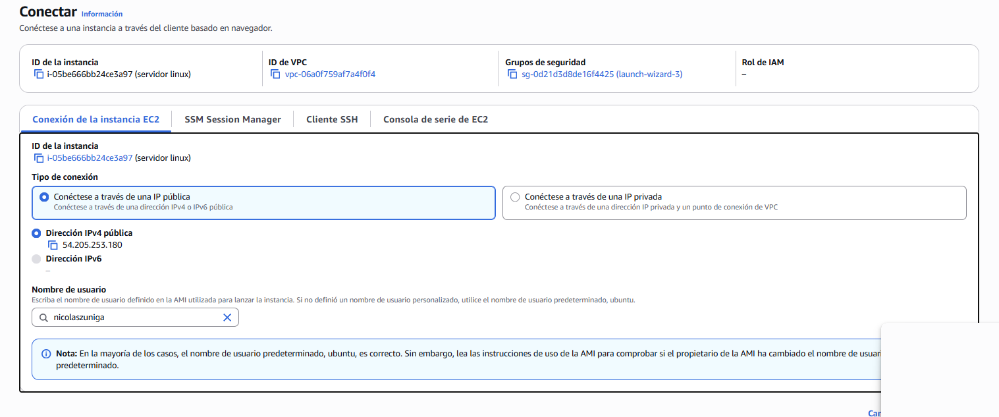 Conectar Información
Conéctese a una instancia a través del cliente basado en navegador.
ID de la instancia
i-05be666bb24ce3a97 (servidor linux)
ID de VPC
vpc-06a0f759af7a4f0f4
Grupos de seguridad
sg-0d21d3d8de16f4425 (launch-wizard-3)
Rol de IAM
–
Conexión de la instancia EC2
SSM Session Manager
Cliente SSH
Consola de serie de EC2
ID de la instancia
i-05be666bb24ce3a97 (servidor linux)
Tipo de conexión
Conéctese a través de una IP pública
Conéctese a través de una dirección IPv4 o IPv6 pública
Conéctese a través de una IP privada
Conéctese a través de una dirección IP privada y un punto de conexión de VPC
Dirección IPv4 pública
54.205.253.180
Dirección IPv6
–
Nombre de usuario
Escriba el nombre de usuario definido en la AMI utilizada para lanzar la instancia. Si no definió un nombre de usuario personalizado, utilice el nombre de usuario predeterminado, ubuntu.
nicolaszuniga
Nota: En la mayoría de los casos, el nombre de usuario predeterminado, ubuntu, es correcto. Sin embargo, lea las instrucciones de uso de la AMI para comprobar si el propietario de la AMI ha cambiado el nombre de
predeterminado.